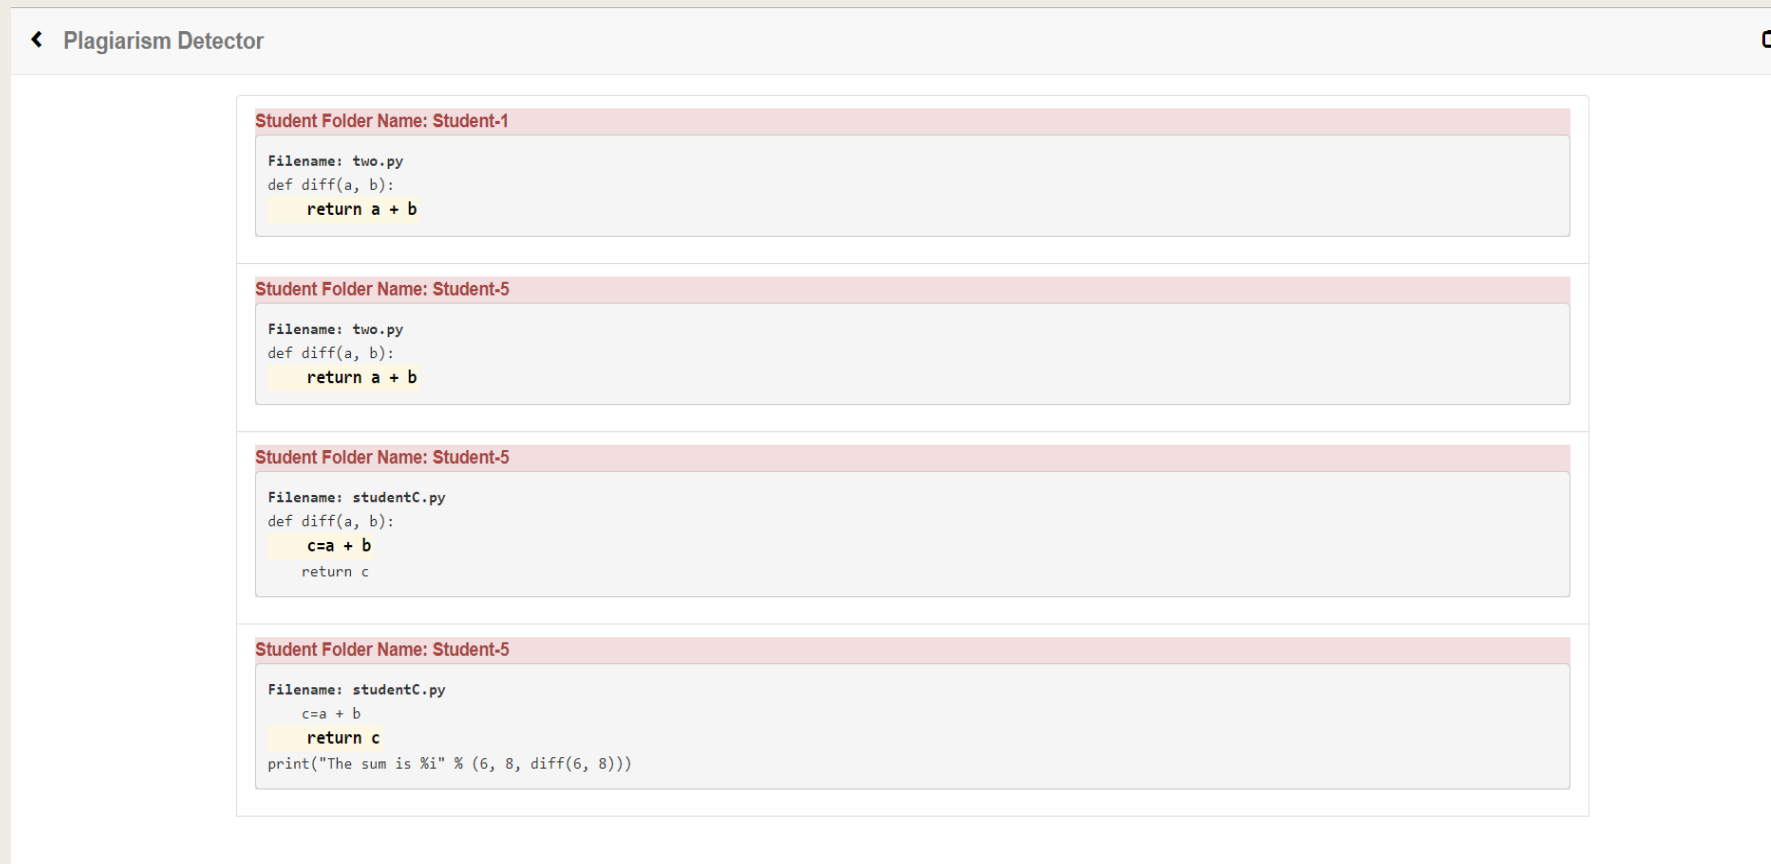 Plagiarism Detector
Student Folder Name: Student-1
Filename: two.py
def diff(a, b):
    return a + b
Student Folder Name: Student-5
Filename: two.py
def diff(a, b):
    return a + b
Student Folder Name: Student-5
Filename: studentC.py
def diff(a, b):
    c=a + b
    return c
Student Folder Name: Student-5
Filename: studentC.py
    c=a + b
    return c
print("The sum is %i" % (6, 8, diff(6, 8)))